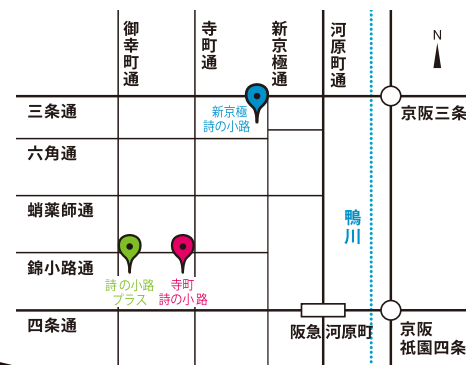 御幸町通
寺町通
新京極通
河原町通
N
三条通
新京極
詩の小路
京阪三条
六角通
蛸薬師通
鴨川
錦小路通
詩の小路
プラス
寺町
詩の小路
四条通
阪急 河原町
京阪
祇園四条